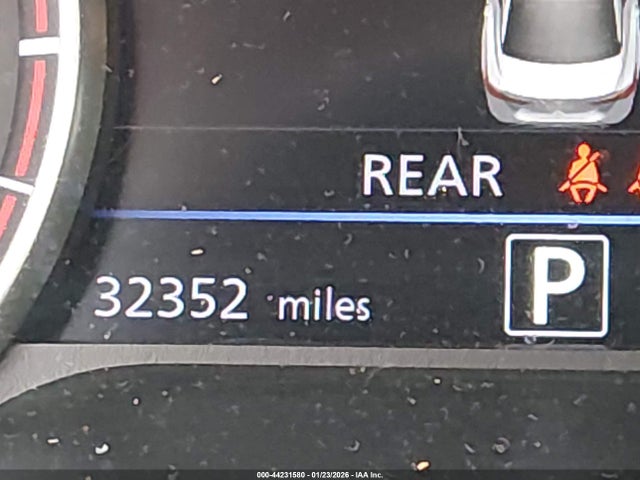 REAR
P
32352 miles
000-44231580 - 01/23/2026 - IAA Inc.